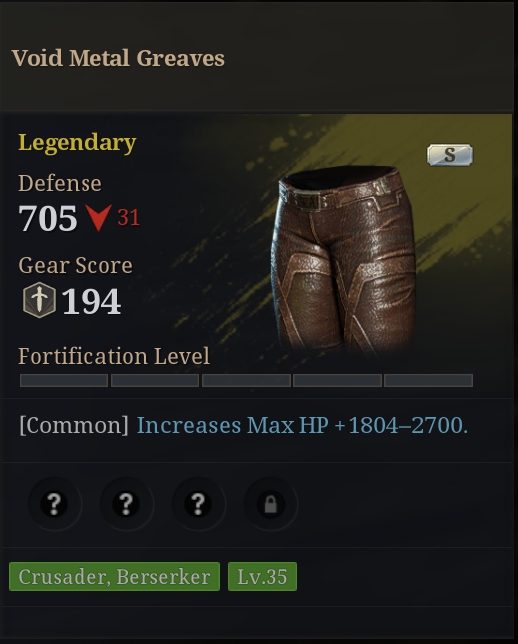 Void Metal Greaves
Legendary
S
Defense
705 31
Gear Score
194
Fortification Level
[Common] Increases Max HP +1804–2700.
? ? ?
Crusader, Berserker Lv.35